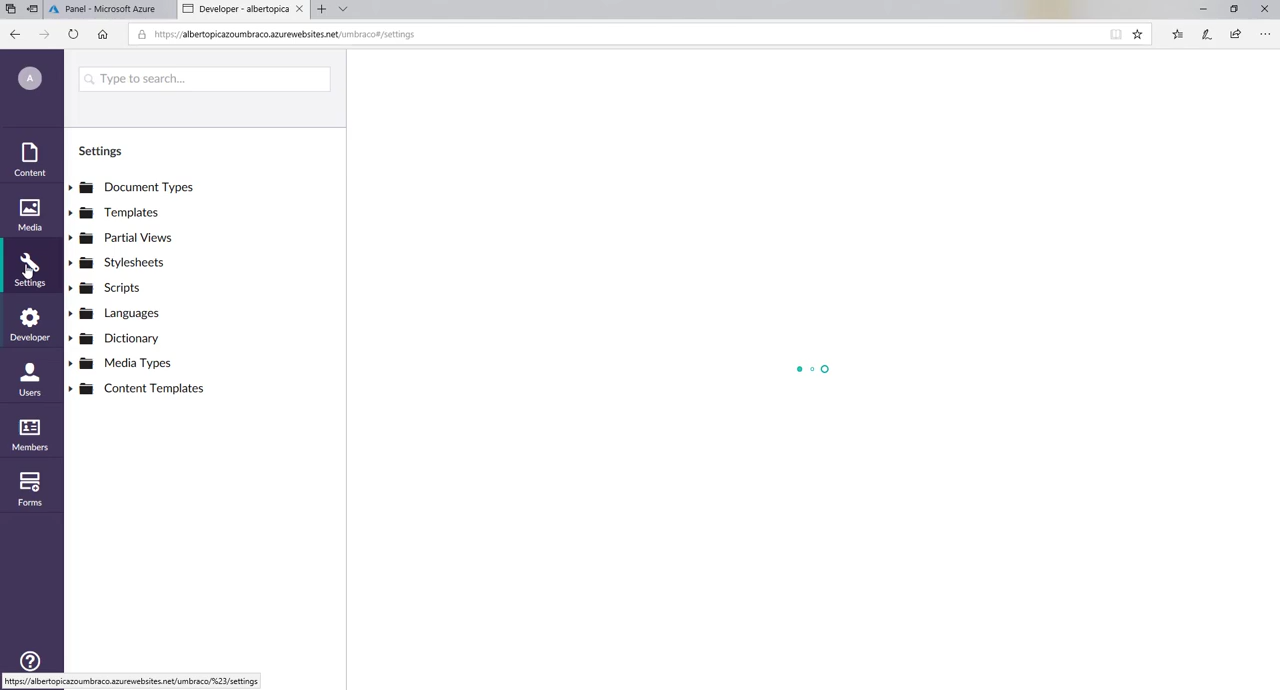 Panel - Microsoft Azure
Developer - albertopica
https://albertopicazoumbraco.azurewebsites.net/umbraco#/settings
A
Type to search...
Content
Media
Settings
Developer
Users
Members
Forms
Settings
Document Types
Templates
Partial Views
Stylesheets
Scripts
Languages
Dictionary
Media Types
Content Templates
https://albertopicazoumbraco.azurewebsites.net/umbraco/%23/settings